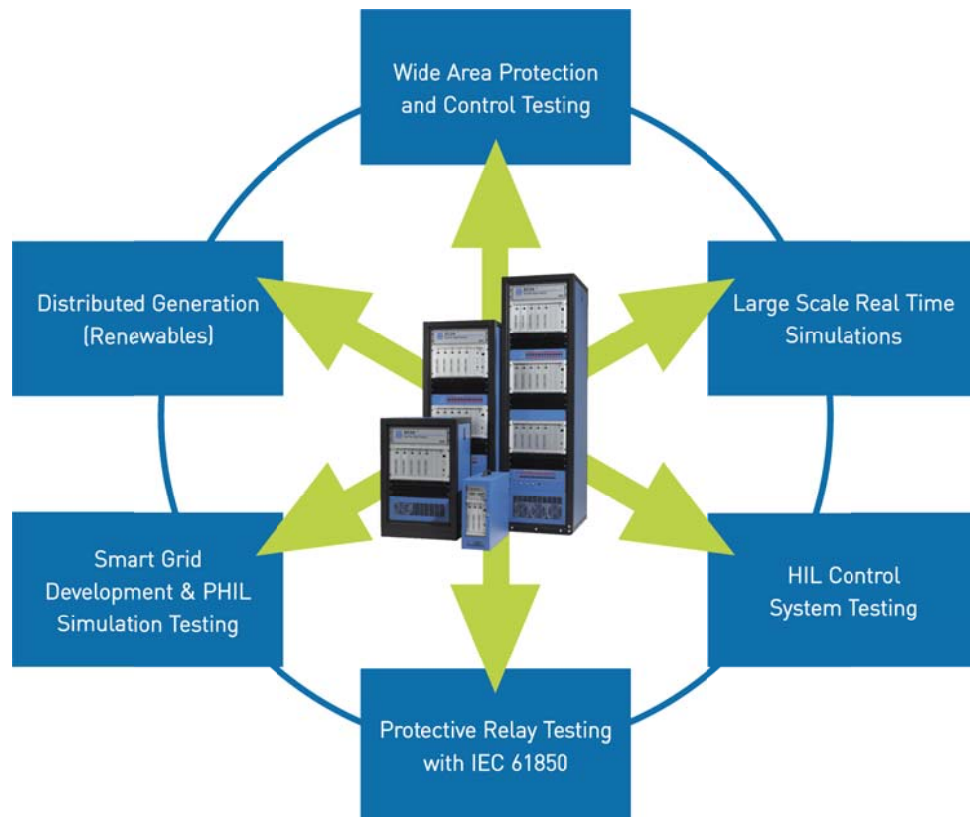 Wide Area Protection
and Control Testing
Distributed Generation
(Renewables)
Large Scale Real Time
Simulations
Smart Grid
Development & PHIL
Simulation Testing
HIL Control
System Testing
Protective Relay Testing
with IEC 61850